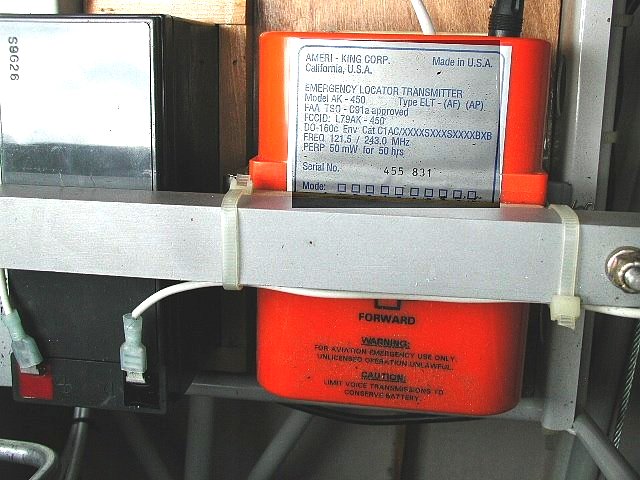 S9626
AMERI - KING CORP. Made in U.S.A.
California, U.S.A.
EMERGENCY LOCATOR TRANSMITTER
Model AK - 450 Type ELT - (AF) (AP)
FAA TSO - C91a approved
FCCID: L79AK - 450
DO-160c Env. Cat. C1AC/XXXXSXXXSXXXXBXB
FREQ. 121.5 / 243.0 MHz
PERP 50 mW for 50 hrs
Serial No. 455 831
Mode:
FORWARD
WARNING:
FOR AVIATION EMERGENCY USE ONLY.
UNLICENSED OPERATION UNLAWFUL.
CAUTION:
LIMIT VOICE TRANSMISSIONS TO
CONSERVE BATTERY.